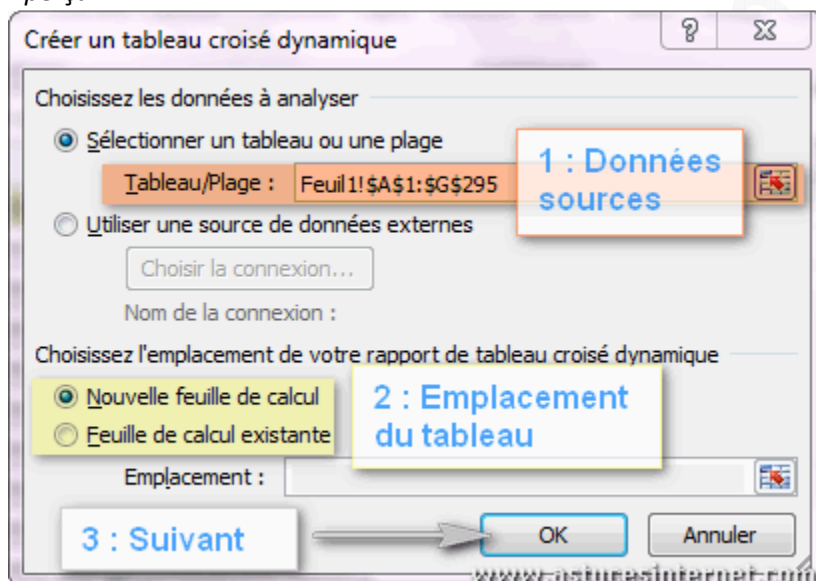 Créer un tableau croisé dynamique
Choisissez les données à analyser
Sélectionner un tableau ou une plage
Tableau/Plage : Feuil1!$A$1:$G$295
1 : Données
sources
Utiliser une source de données externes
Choisir la connexion...
Nom de la connexion :
Choisissez l'emplacement de votre rapport de tableau croisé dynamique
Nouvelle feuille de calcul
Feuille de calcul existante
2 : Emplacement
du tableau
Emplacement :
3 : Suivant
OK
Annuler
www.astucesinternet.com